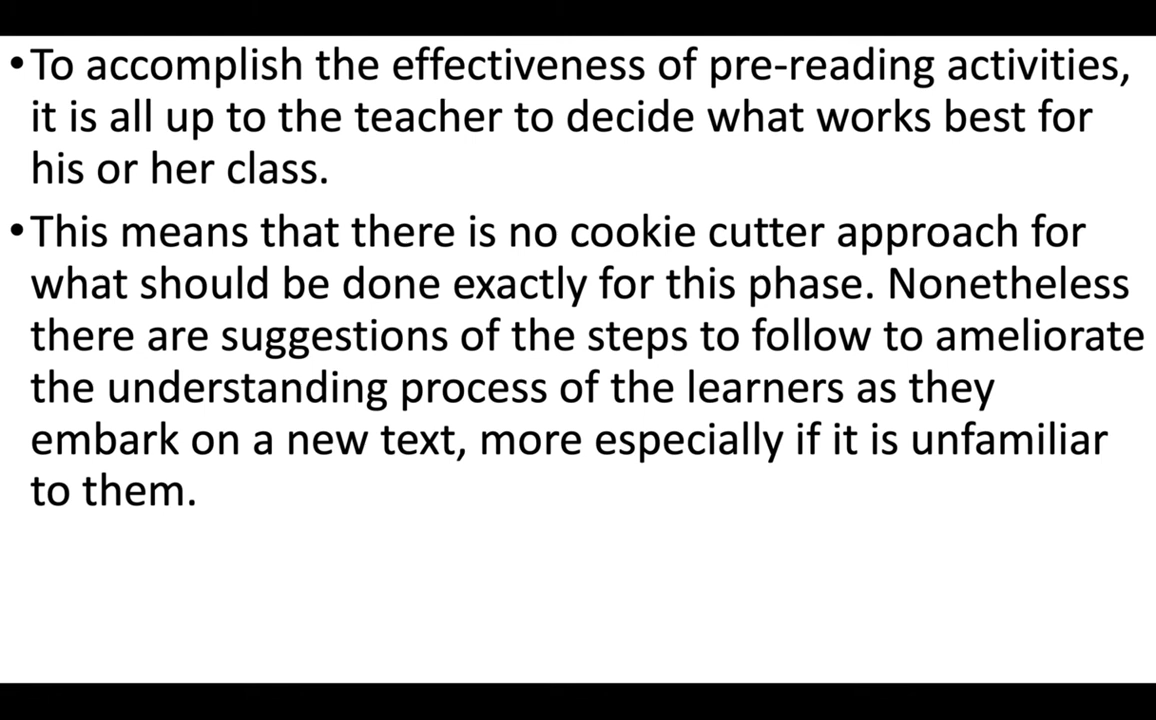 •To accomplish the effectiveness of pre-reading activities,
it is all up to the teacher to decide what works best for
his or her class.
•This means that there is no cookie cutter approach for
what should be done exactly for this phase. Nonetheless
there are suggestions of the steps to follow to ameliorate
the understanding process of the learners as they
embark on a new text, more especially if it is unfamiliar
to them.